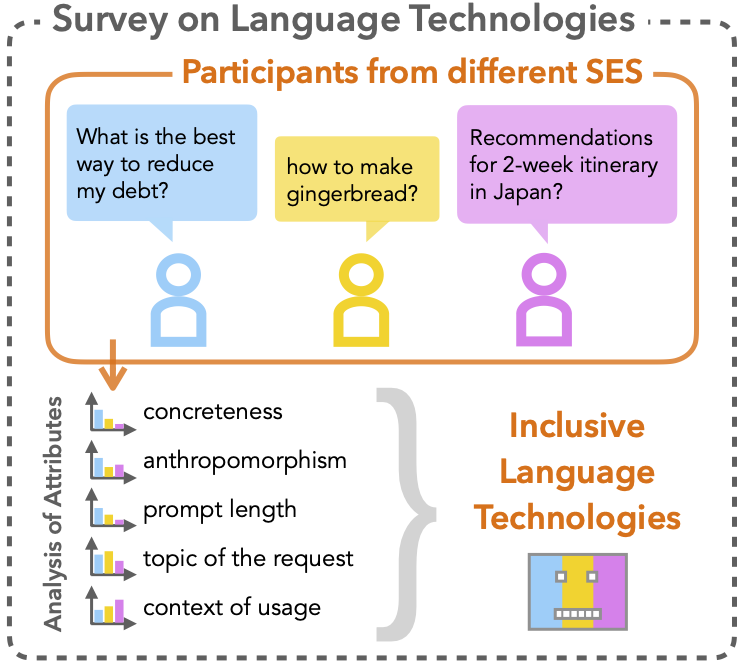 Survey on Language Technologies
Participants from different SES
What is the best
way to reduce
my debt?
how to make
gingerbread?
Recommendations
for 2-week itinerary
in Japan?
Analysis of Attributes
concreteness
anthropomorphism
prompt length
topic of the request
context of usage
Inclusive
Language
Technologies